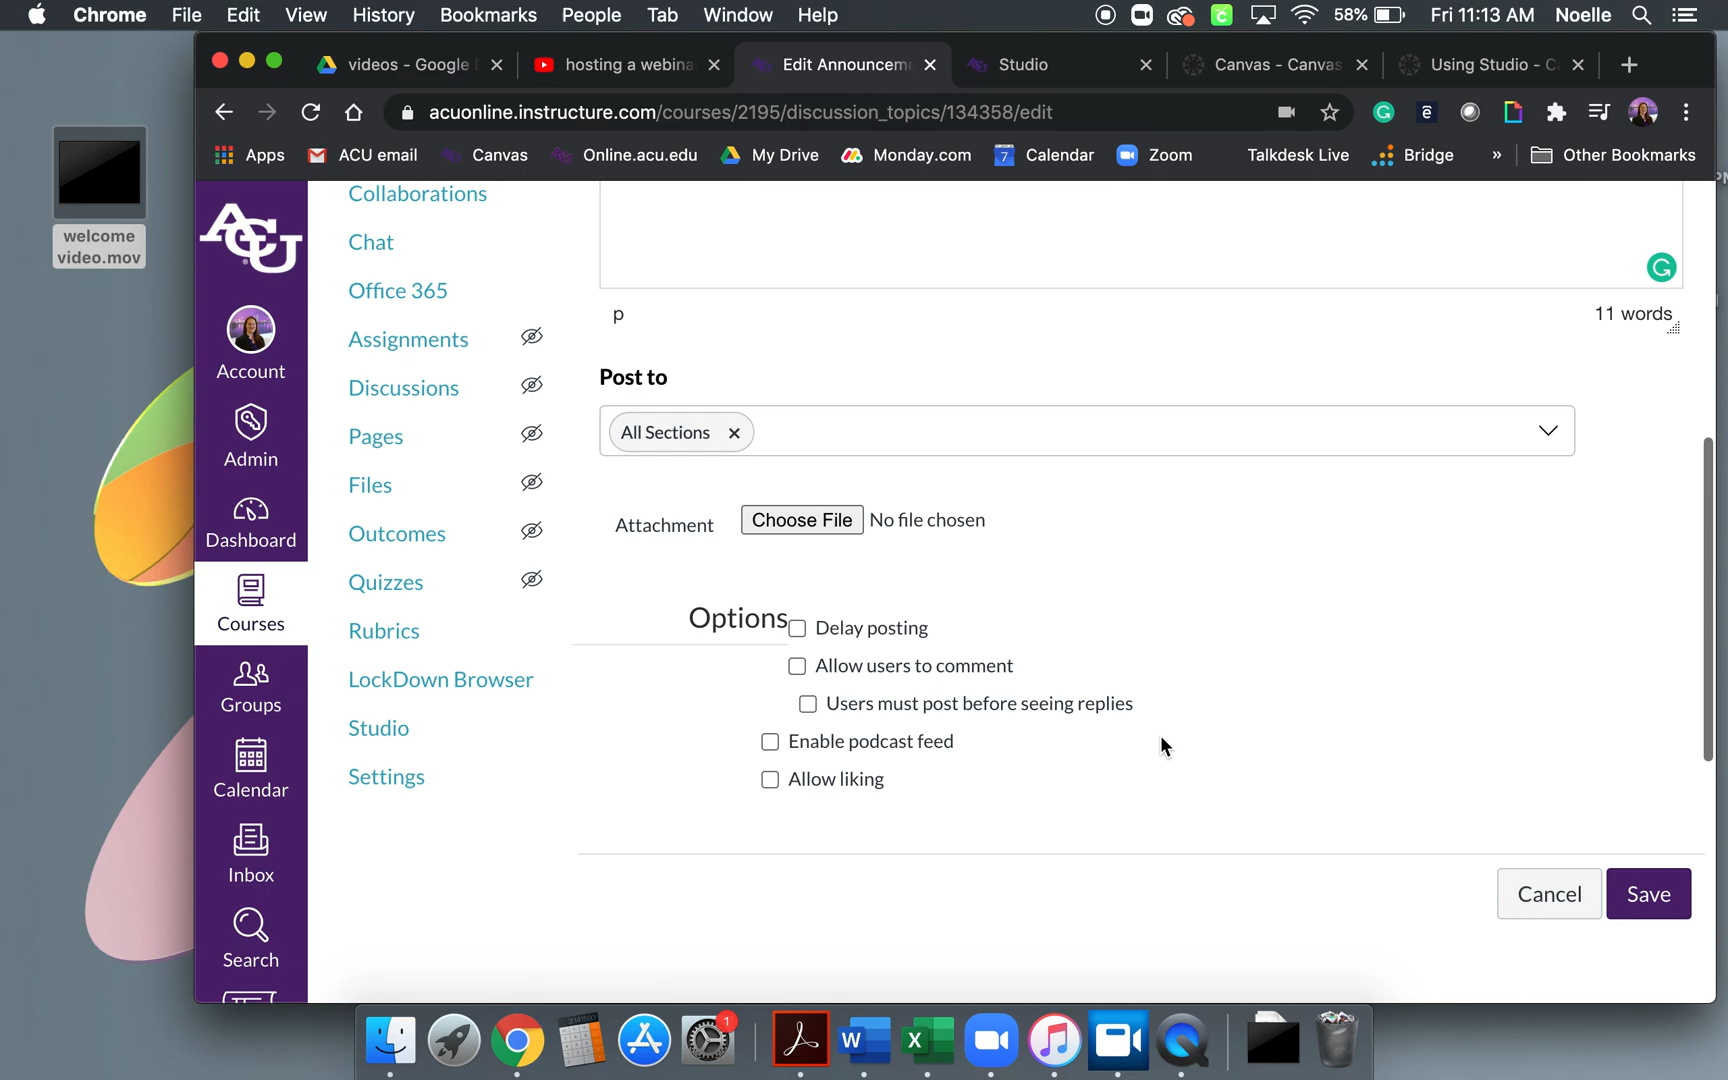 Chrome File Edit View History Bookmarks People Tab Window Help 58% Fri 11:13 AM Noelle
videos - Google
hosting a webina
Edit Announcem
Studio
Canvas - Canvas
Using Studio - C
acuonline.instructure.com/courses/2195/discussion_topics/134358/edit
Apps ACU email Canvas Online.acu.edu My Drive Monday.com 7 Calendar Zoom Talkdesk Live Bridge » Other Bookmarks
welcome
video.mov
ACU
Account
Admin
Dashboard
Courses
Groups
Calendar
Inbox
Search
Collaborations
Chat
Office 365
Assignments
Discussions
Pages
Files
Outcomes
Quizzes
Rubrics
LockDown Browser
Studio
Settings
p
11 words
Post to
All Sections
Attachment Choose File No file chosen
Options
Delay posting
Allow users to comment
Users must post before seeing replies
Enable podcast feed
Allow liking
Cancel Save
1